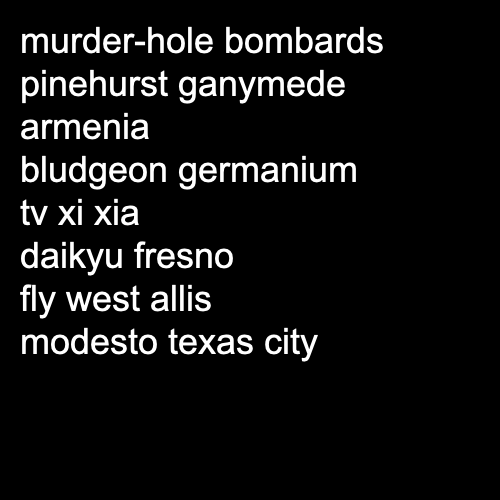 murder-hole bombards
pinehurst ganymede
armenia
bludgeon germanium
tv xi xia
daikyu fresno
fly west allis
modesto texas city